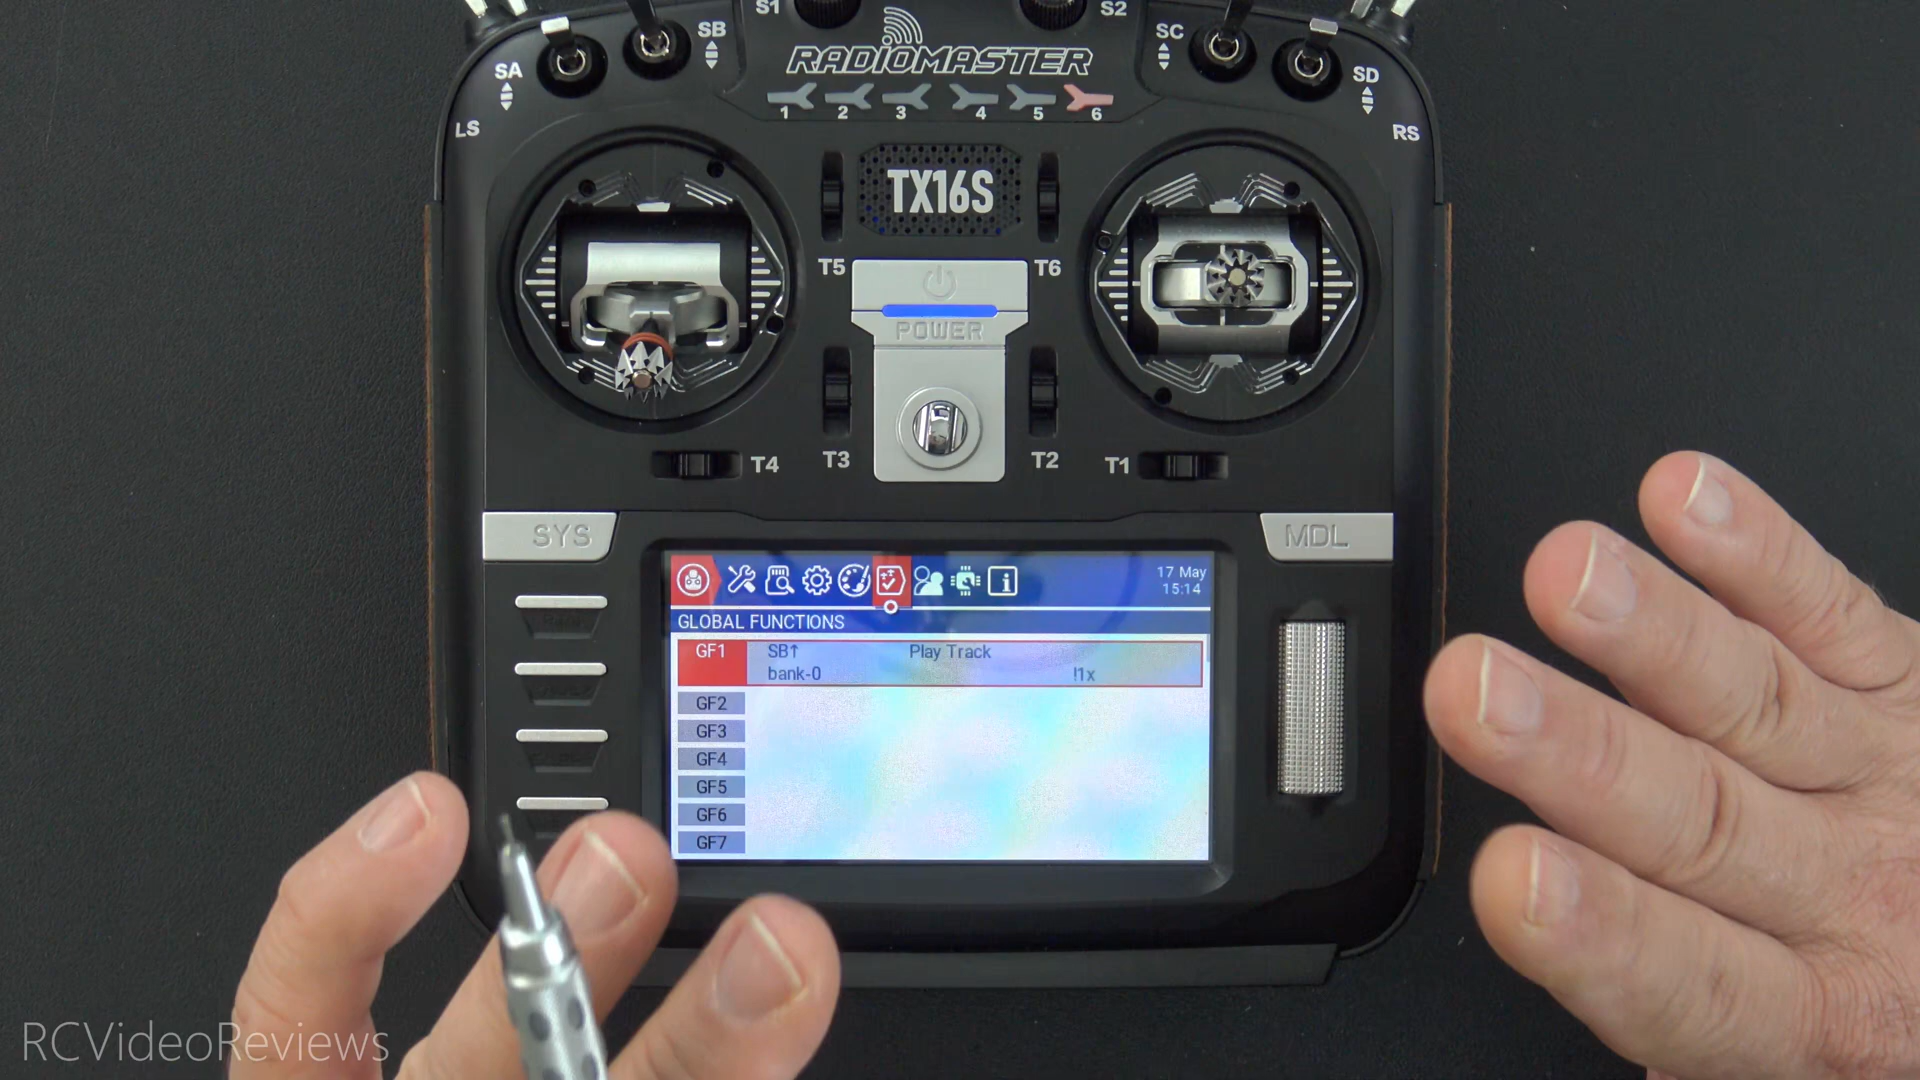 S1
S2
SB
SC
RADIOMASTER
SA
SD
1 2 3 4 5 6
LS
RS
TX16S
T5
T6
POWER
T4
T3
T2
T1
SYS
MDL
17 May
15:14
GLOBAL FUNCTIONS
GF1 SB↑ Play Track
bank-0 !1x
GF2
GF3
GF4
GF5
GF6
GF7
RCVideoReviews